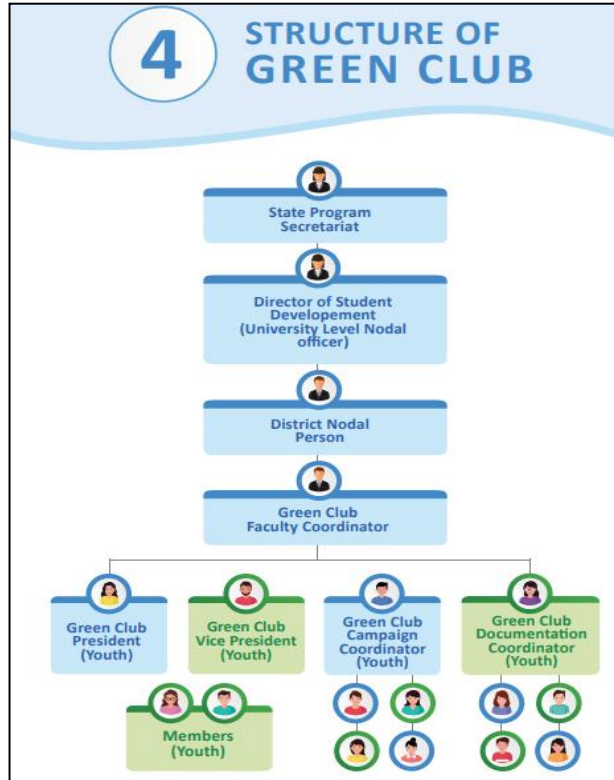 4
STRUCTURE OF
GREEN CLUB
State Program
Secretariat
Director of Student
Developement
(University Level Nodal
officer)
District Nodal
Person
Green Club
Faculty Coordinator
Green Club
President
(Youth)
Green Club
Vice President
(Youth)
Green Club
Campaign
Coordinator
(Youth)
Green Club
Documentation
Coordinator
(Youth)
Members
(Youth)